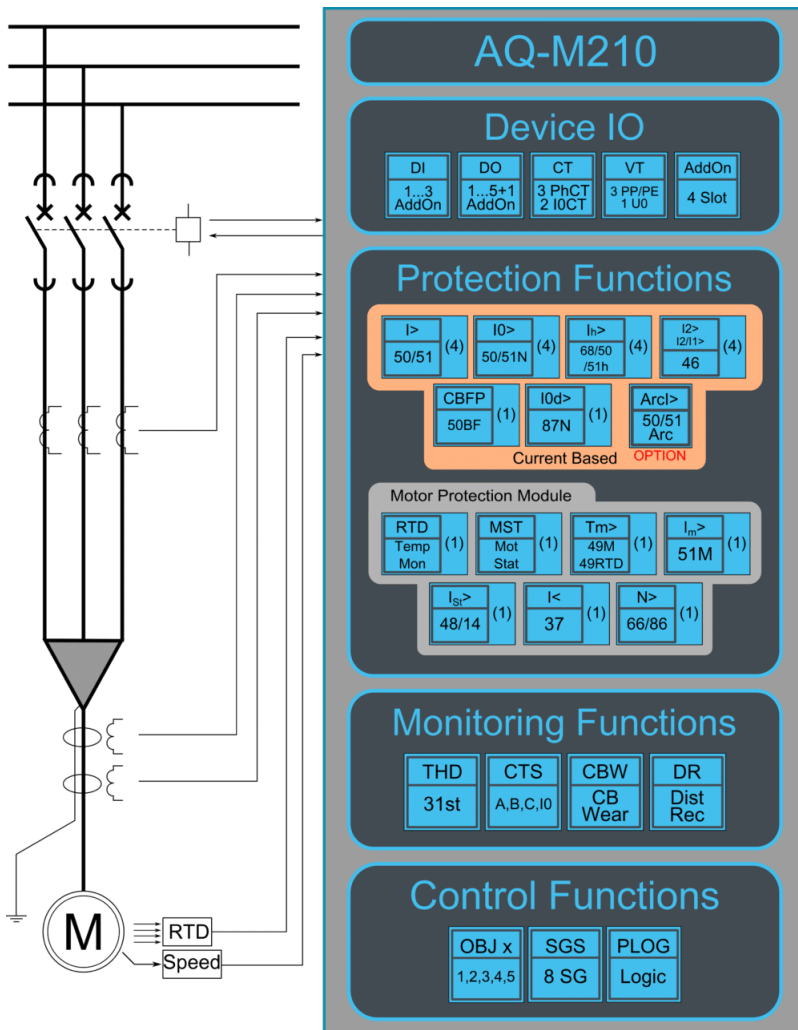 AQ-M210
Device IO
DI
1...3
AddOn
DO
1...5+1
AddOn
CT
3 PhCT
2 I0CT
VT
3 PP/PE
1 U0
AddOn
4 Slot
Protection Functions
I>
50/51
(4)
I0>
50/51N
(4)
Ih>
68/50
/51h
(4)
I2>
I2/I1>
46
(4)
CBFP
50BF
(1)
I0d>
87N
(1)
ArcI>
50/51
Arc
Current Based
OPTION
Motor Protection Module
RTD
Temp
Mon
(1)
MST
Mot
Stat
(1)
Tm>
49M
49RTD
(1)
Im>
51M
(1)
ISt>
48/14
(1)
I<
37
(1)
N>
66/86
(1)
Monitoring Functions
THD
31st
CTS
A,B,C,I0
CBW
CB
Wear
DR
Dist
Rec
Control Functions
OBJ x
1,2,3,4,5
SGS
8 SG
PLOG
Logic
M
RTD
Speed